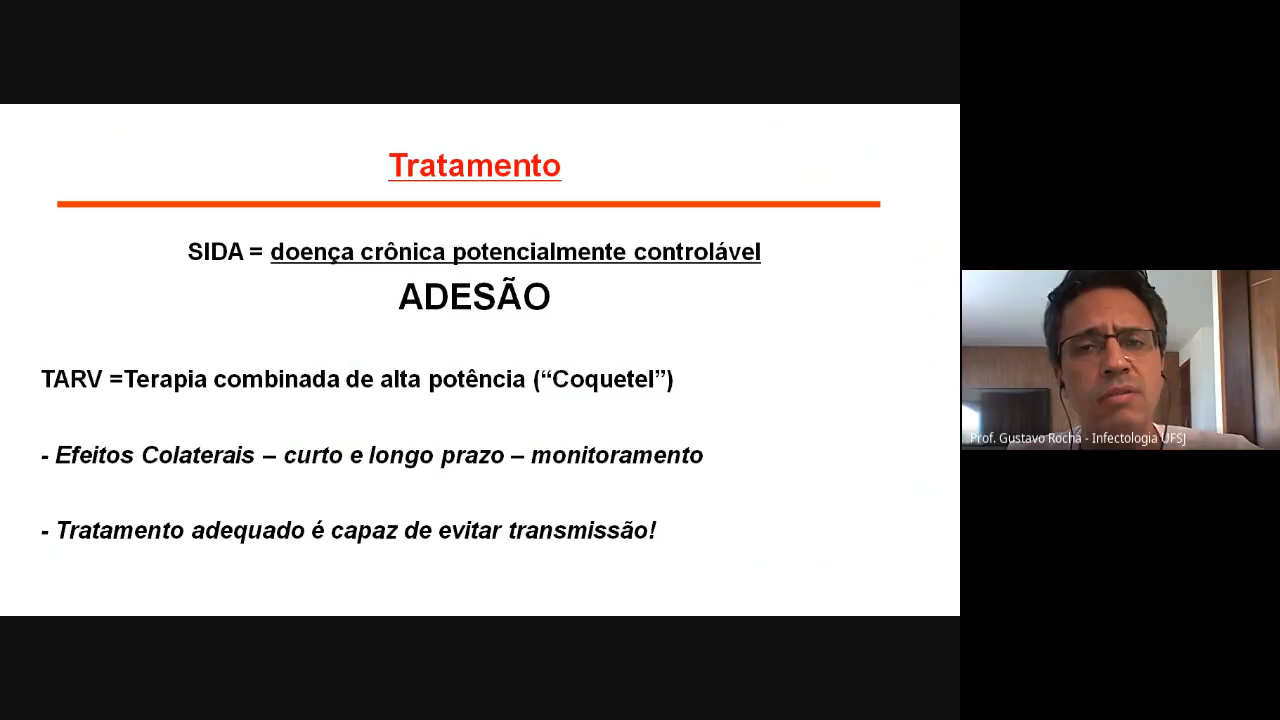 Tratamento
SIDA = doença crônica potencialmente controlável
ADESÃO
TARV =Terapia combinada de alta potência (“Coquetel”)
- Efeitos Colaterais – curto e longo prazo – monitoramento
- Tratamento adequado é capaz de evitar transmissão!
Prof. Gustavo Rocha - Infectologia UFSJ